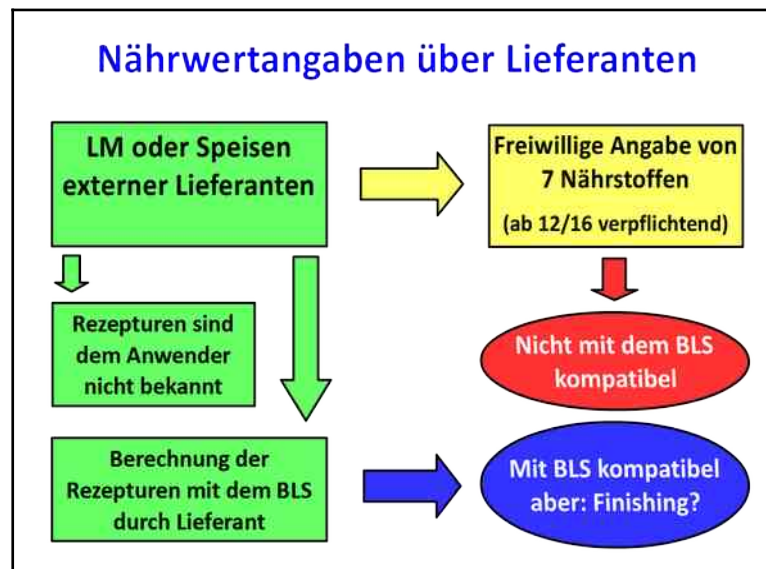 Nährwertangaben über Lieferanten
LM oder Speisen
externer Lieferanten
Freiwillige Angabe von
7 Nährstoffen
(ab 12/16 verpflichtend)
Rezepturen sind
dem Anwender
nicht bekannt
Nicht mit dem BLS
kompatibel
Berechnung der
Rezepturen mit dem BLS
durch Lieferant
Mit BLS kompatibel
aber: Finishing?